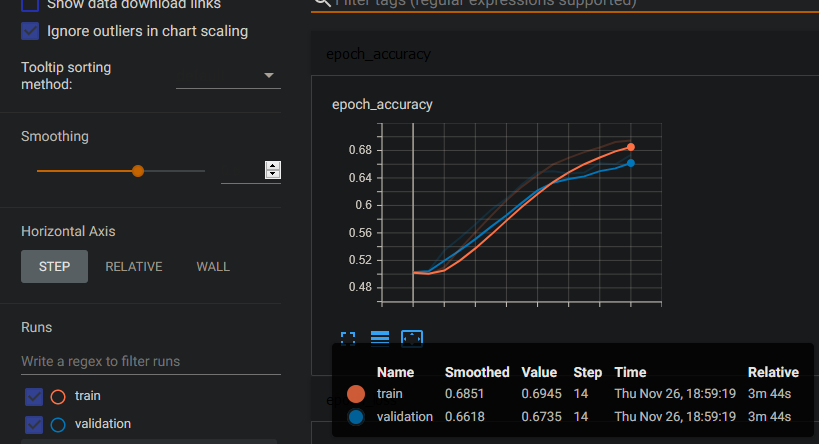 Show data download links
Filter tags (regular expressions supported)
Ignore outliers in chart scaling
epoch_accuracy
Tooltip sorting
method:
epoch_accuracy
Smoothing
0.68
0.64
0.6
0.56
0.52
0.48
Horizontal Axis
STEP RELATIVE WALL
Runs
Write a regex to filter runs
train
validation
Name Smoothed Value Step Time Relative
train 0.6851 0.6945 14 Thu Nov 26, 18:59:19 3m 44s
validation 0.6618 0.6735 14 Thu Nov 26, 18:59:19 3m 44s